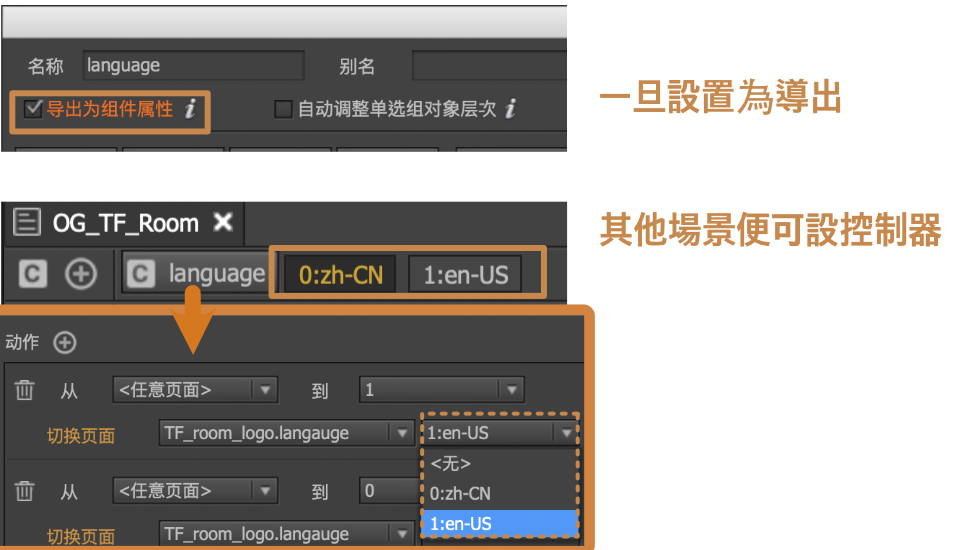 名称 language 别名
导出为组件属性 i 自动调整单选组对象层次 i
一旦設置為導出
OG_TF_Room
其他場景便可設控制器
C C language 0:zh-CN 1:en-US
动作
从 <任意页面> 到 1
切换页面 TF_room_logo.langauge 1:en-US
<无>
从 <任意页面> 到 0 0:zh-CN
1:en-US
切换页面 TF_room_logo.langauge